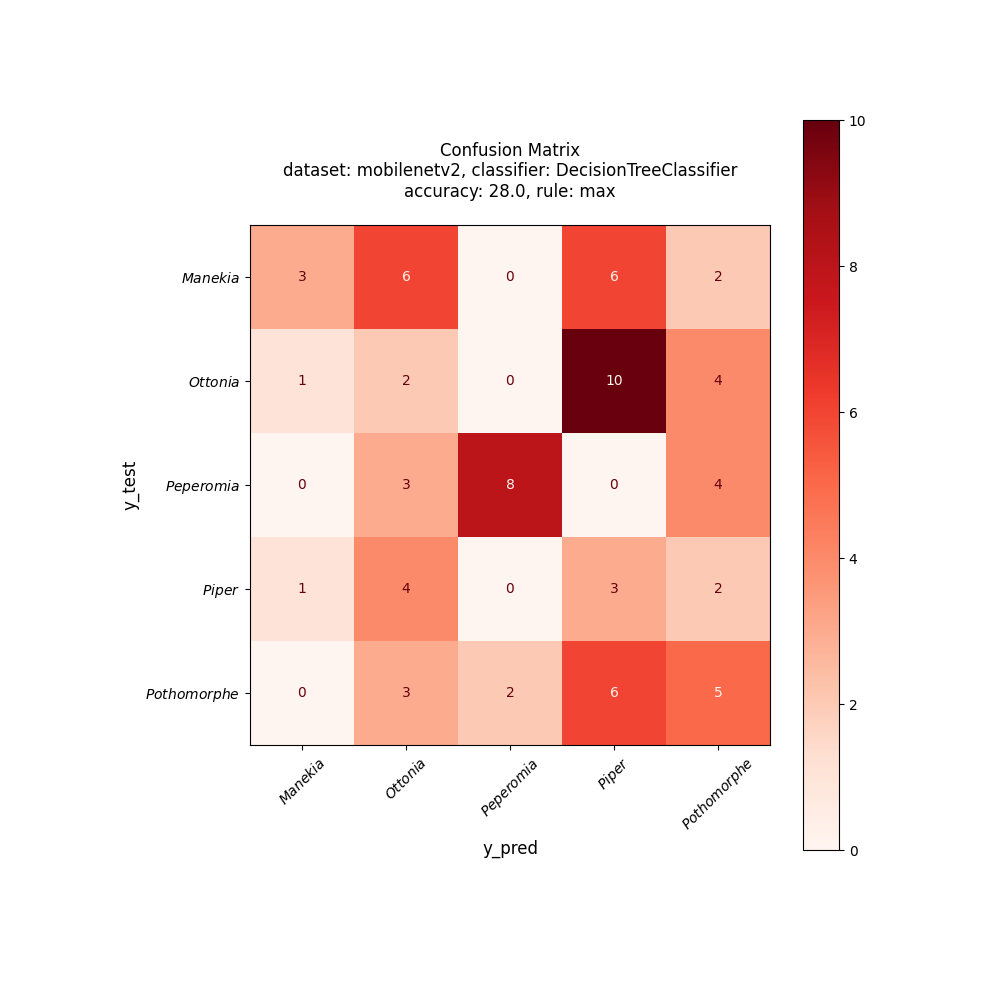 Confusion Matrix
dataset: mobilenetv2, classifier: DecisionTreeClassifier
accuracy: 28.0, rule: max
10
8
6
4
2
0
y_test
Manekia 3 6 0 6 2
Ottonia 1 2 0 10 4
Peperomia 0 3 8 0 4
Piper 1 4 0 3 2
Pothomorphe 0 3 2 6 5
Manekia Ottonia Peperomia Piper Pothomorphe
y_pred